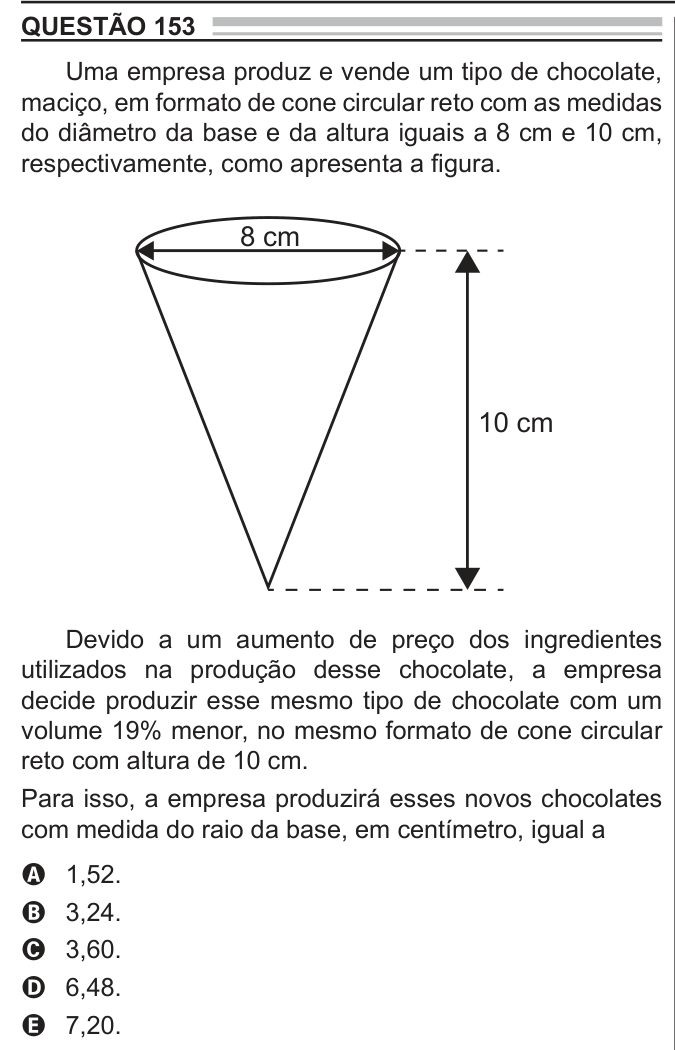 QUESTÃO 153
Uma empresa produz e vende um tipo de chocolate,
maciço, em formato de cone circular reto com as medidas
do diâmetro da base e da altura iguais a 8 cm e 10 cm,
respectivamente, como apresenta a figura.
8 cm
10 cm
Devido a um aumento de preço dos ingredientes
utilizados na produção desse chocolate, a empresa
decide produzir esse mesmo tipo de chocolate com um
volume 19% menor, no mesmo formato de cone circular
reto com altura de 10 cm.
Para isso, a empresa produzirá esses novos chocolates
com medida do raio da base, em centímetro, igual a
A 1,52.
B 3,24.
C 3,60.
D 6,48.
E 7,20.